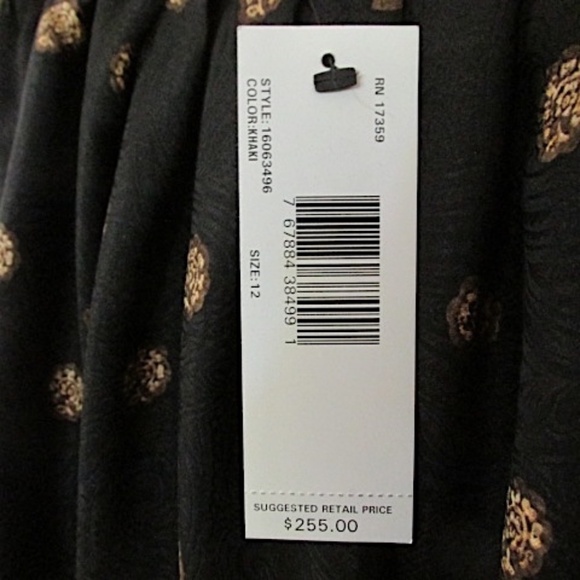 RN 17359
STYLE:16063496
COLOR:KHAKI
SIZE:12
7 67884 38499 1
SUGGESTED RETAIL PRICE
$255.00